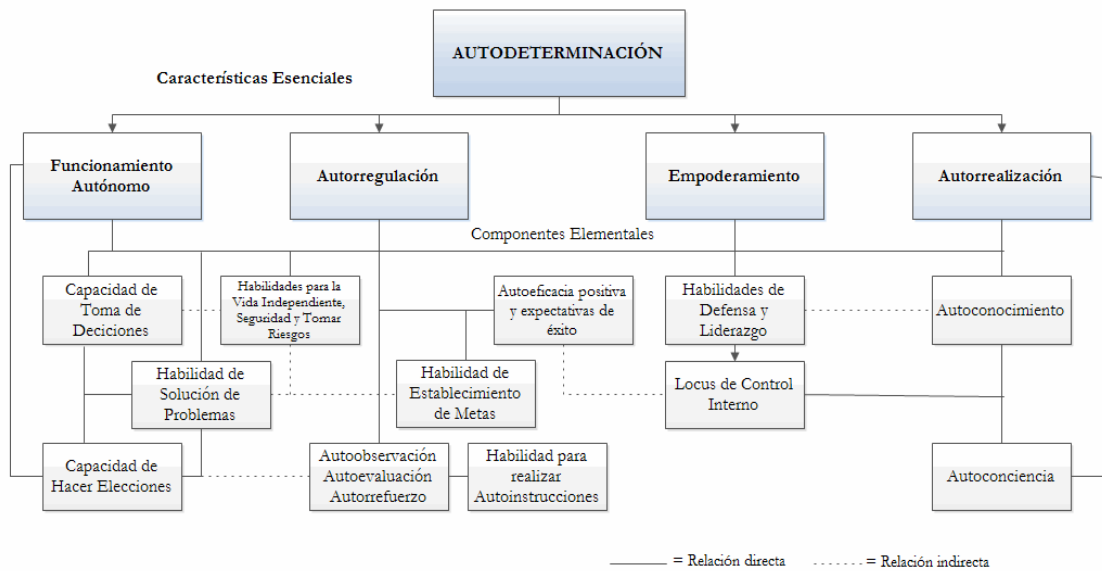 AUTODETERMINACIÓN
Características Esenciales
Funcionamiento
Autónomo
Autorregulación
Empoderamiento
Autorrealización
Componentes Elementales
Capacidad de
Toma de
Deciciones
Habilidades para la
Vida Independiente,
Seguridad y Tomar
Riesgos
Autoeficacia positiva
y expectativas de
éxito
Habilidades de
Defensa y
Liderazgo
Autoconocimiento
Habilidad de
Solución de
Problemas
Habilidad de
Establecimiento
de Metas
Locus de Control
Interno
Capacidad de
Hacer Elecciones
Autoobservación
Autoevaluación
Autorrefuerzo
Habilidad para
realizar
Autoinstrucciones
Autoconciencia
= Relación directa
= Relación indirecta